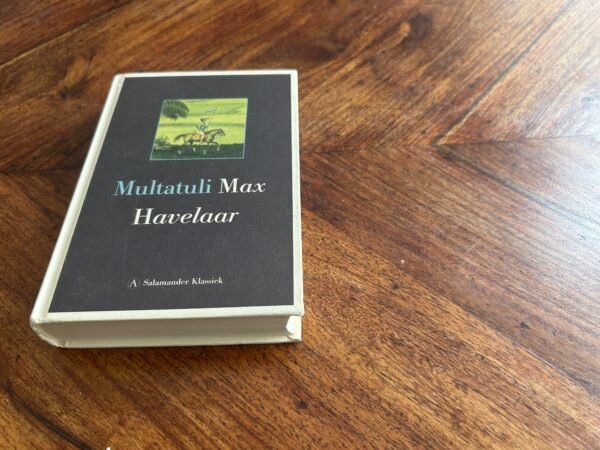 Multatuli Max
Havelaar
A Salamander Klassiek